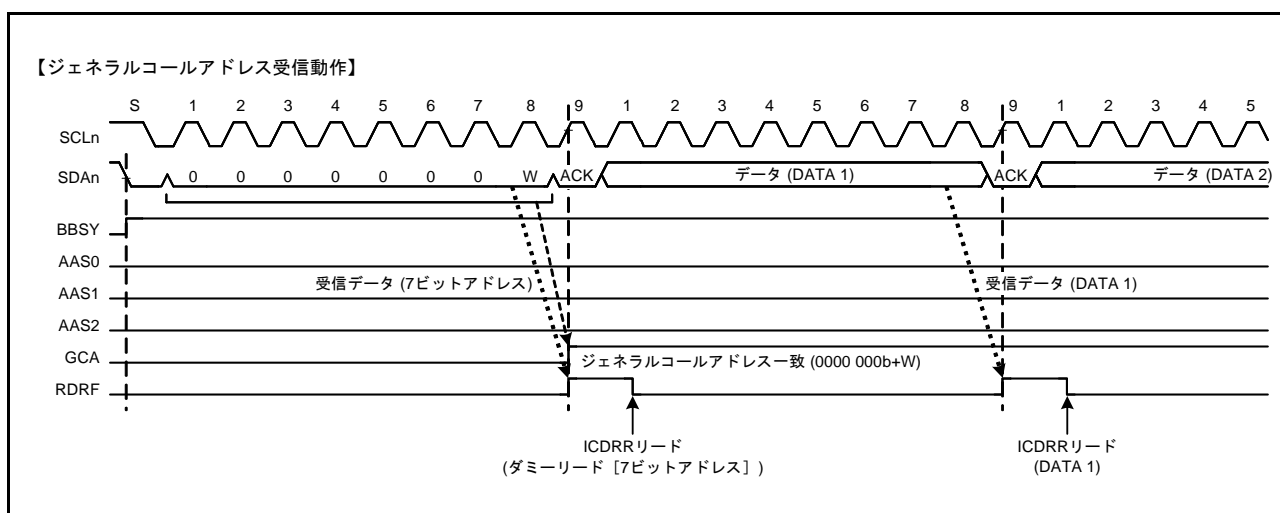 【ジェネラルコールアドレス受信動作】
S 1 2 3 4 5 6 7 8 9 1 2 3 4 5 6 7 8 9 1 2 3 4 5
SCLn
SDAn 0 0 0 0 0 0 0 W ACK データ (DATA 1) ACK データ (DATA 2)
BBSY
AAS0
受信データ (7ビットアドレス) 受信データ (DATA 1)
AAS1
AAS2
GCA ジェネラルコールアドレス一致 (0000 000b+W)
RDRF
ICDRRリード ICDRRリード
(ダミーリード［7ビットアドレス］) (DATA 1)